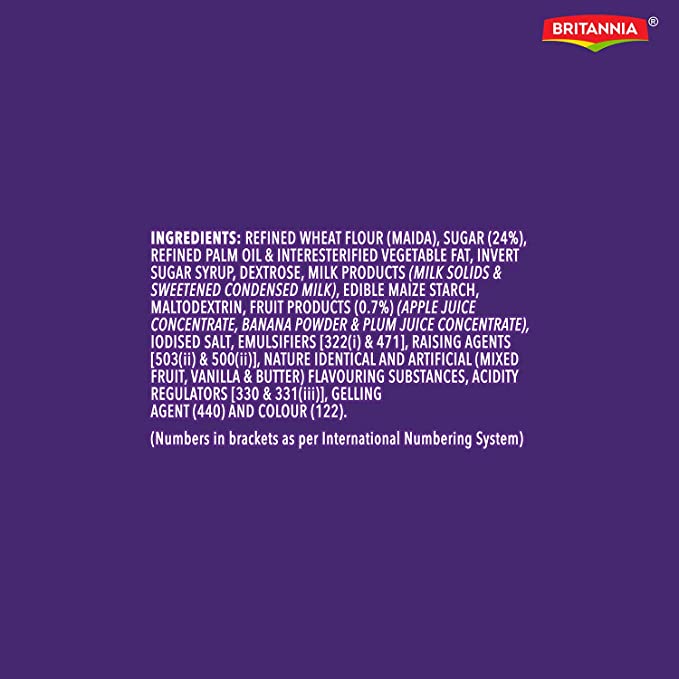 BRITANNIA ®
INGREDIENTS: REFINED WHEAT FLOUR (MAIDA), SUGAR (24%),
REFINED PALM OIL & INTERESTERIFIED VEGETABLE FAT, INVERT
SUGAR SYRUP, DEXTROSE, MILK PRODUCTS (MILK SOLIDS &
SWEETENED CONDENSED MILK), EDIBLE MAIZE STARCH,
MALTODEXTRIN, FRUIT PRODUCTS (0.7%) (APPLE JUICE
CONCENTRATE, BANANA POWDER & PLUM JUICE CONCENTRATE),
IODISED SALT, EMULSIFIERS [322(i) & 471], RAISING AGENTS
[503(ii) & 500(ii)], NATURE IDENTICAL AND ARTIFICIAL (MIXED
FRUIT, VANILLA & BUTTER) FLAVOURING SUBSTANCES, ACIDITY
REGULATORS [330 & 331(iii)], GELLING
AGENT (440) AND COLOUR (122).
(Numbers in brackets as per International Numbering System)